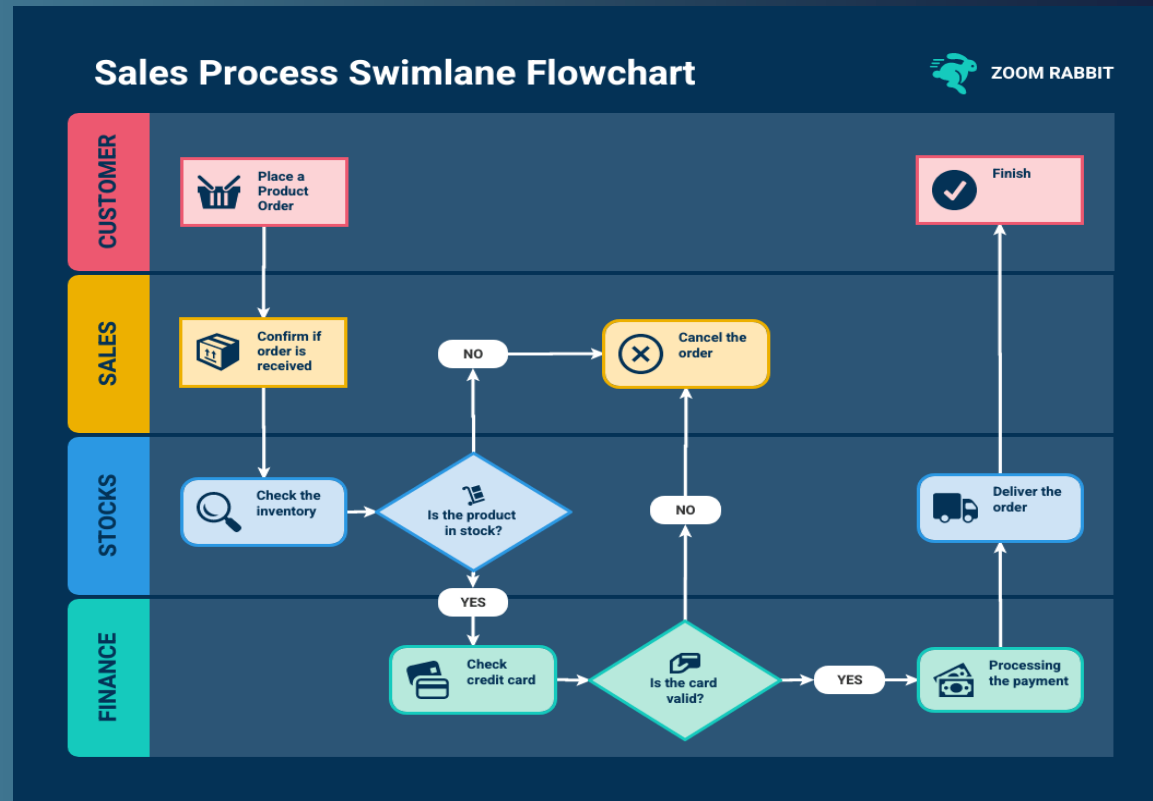 Sales Process Swimlane Flowchart
ZOOM RABBIT
CUSTOMER
Place a
Product
Order
Finish
SALES
Confirm if
order is
received
NO
Cancel the
order
STOCKS
Check the
inventory
Is the product
in stock?
NO
Deliver the
order
YES
FINANCE
Check
credit card
Is the card
valid?
YES
Processing
the payment